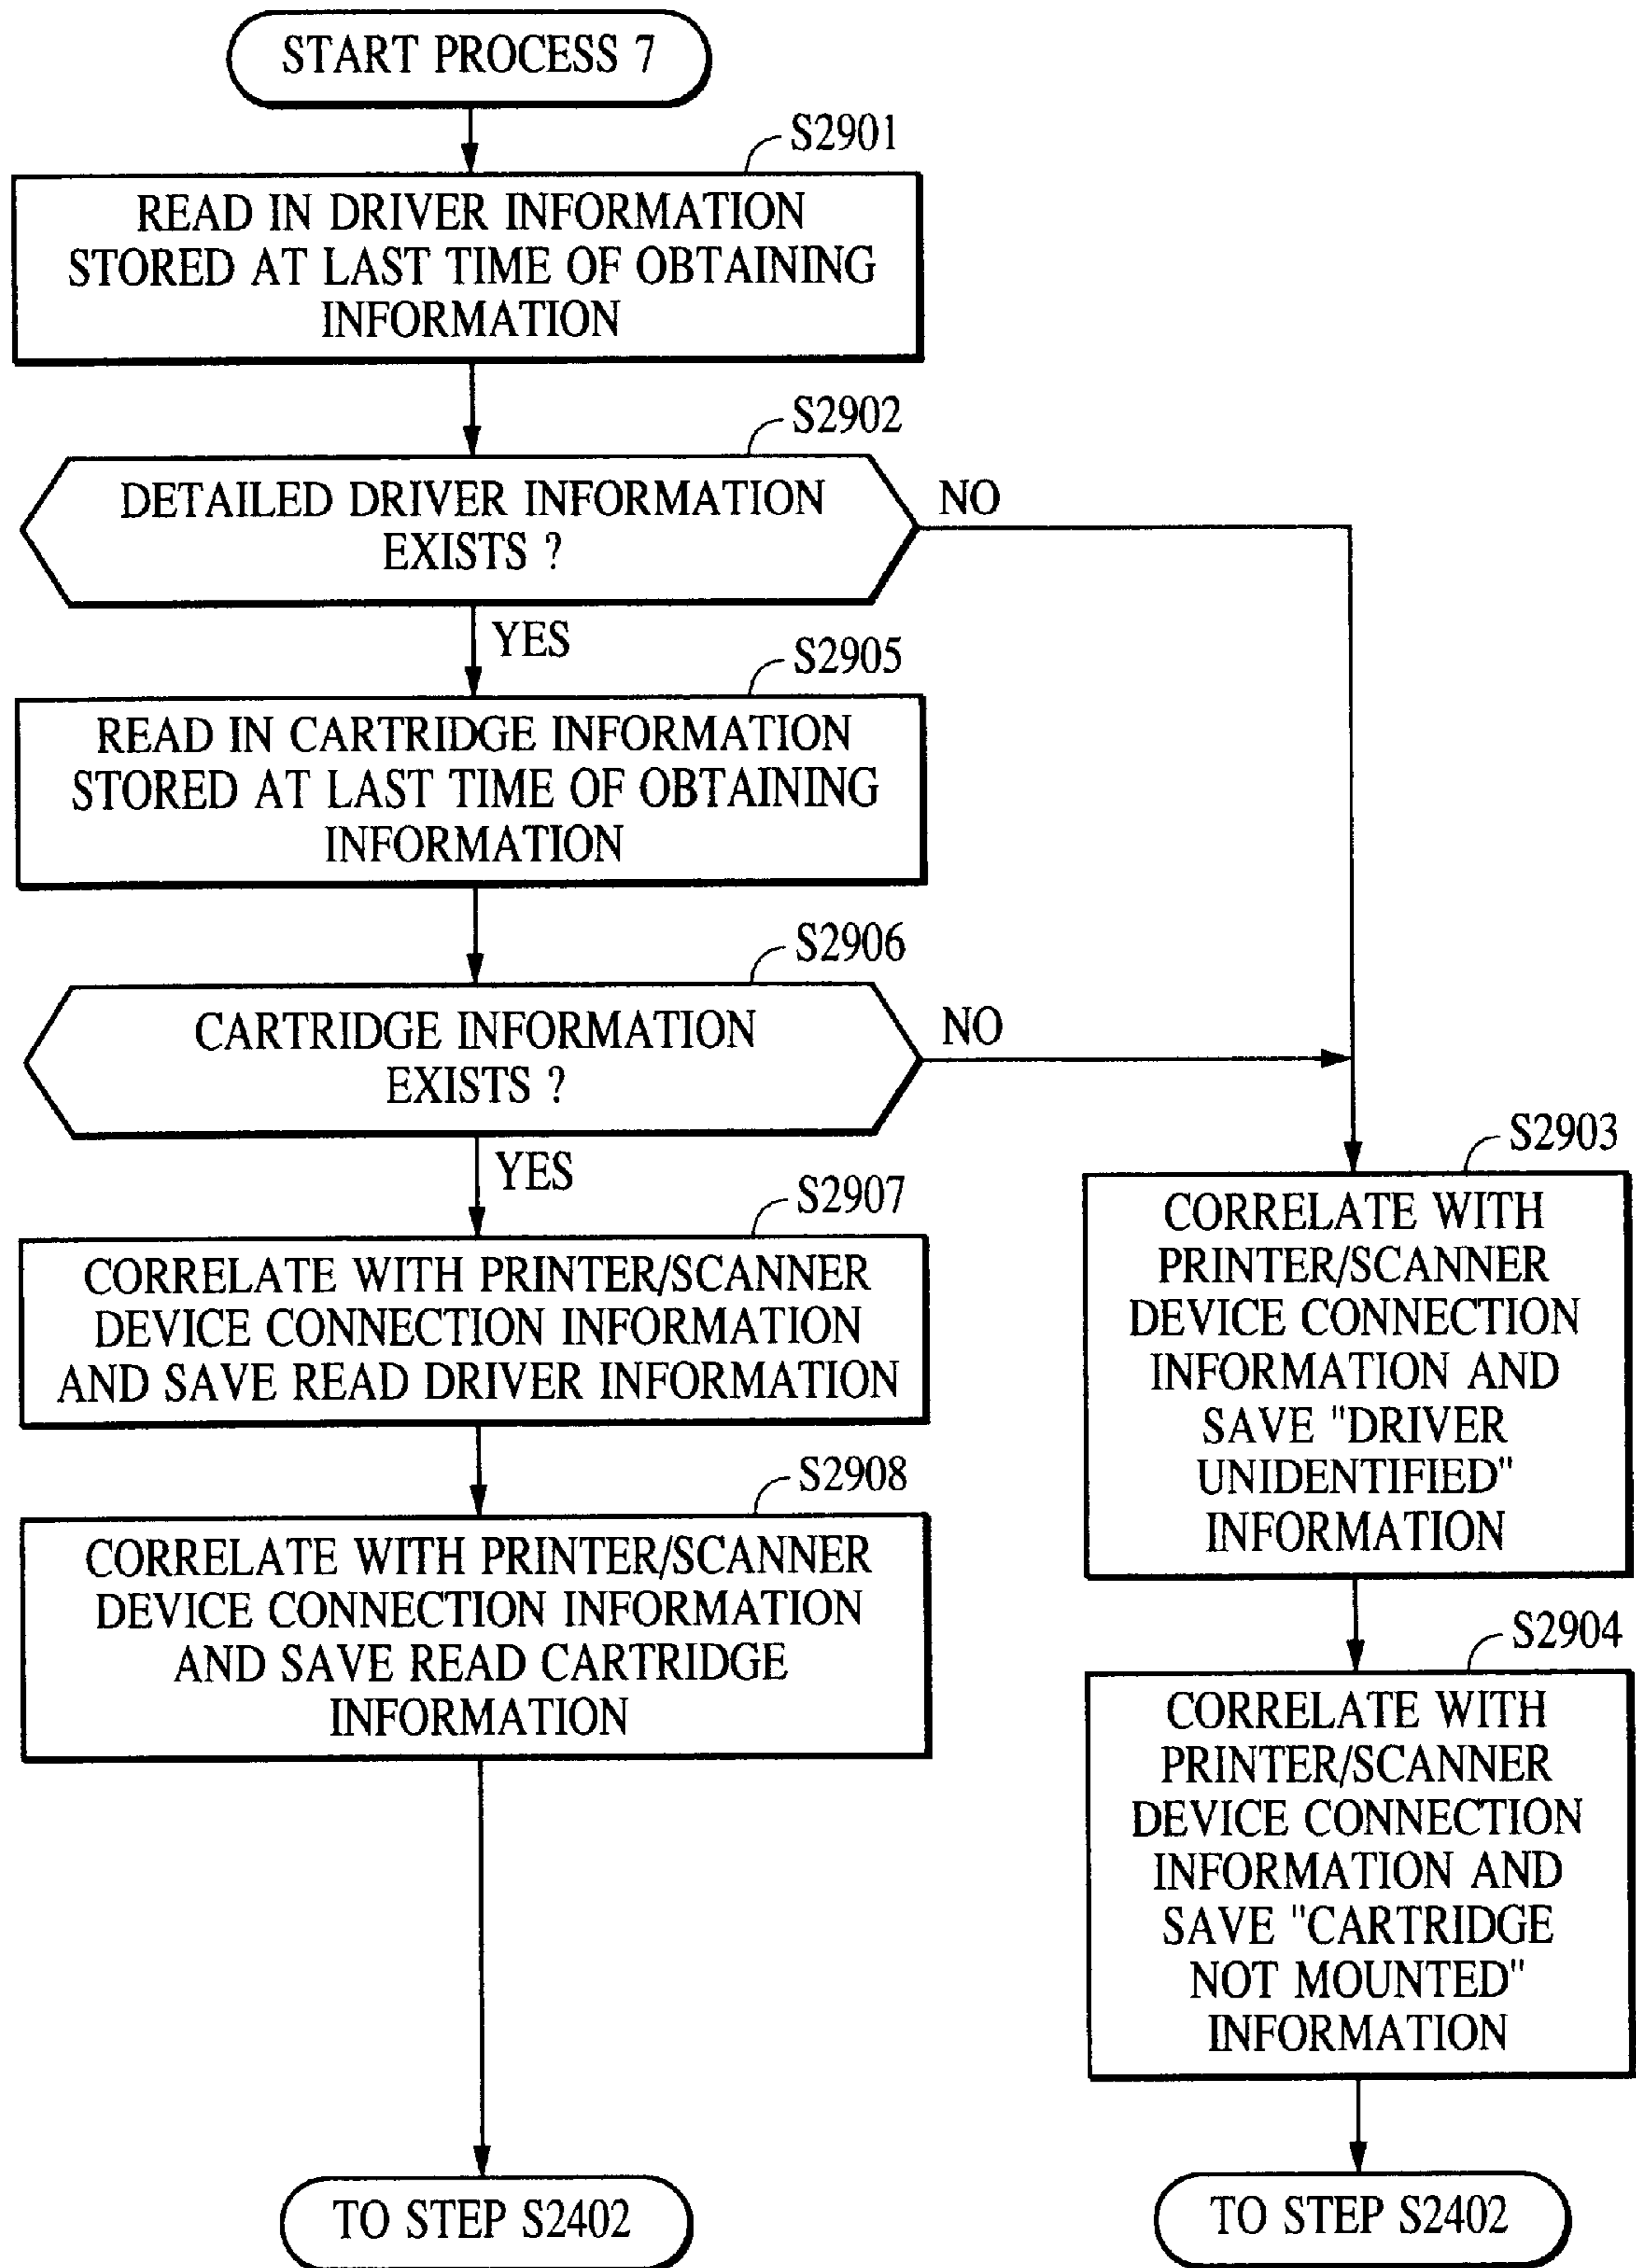 START PROCESS 7
S2901
READ IN DRIVER INFORMATION
STORED AT LAST TIME OF OBTAINING
INFORMATION
S2902
DETAILED DRIVER INFORMATION
EXISTS ?
NO
YES
S2905
READ IN CARTRIDGE INFORMATION
STORED AT LAST TIME OF OBTAINING
INFORMATION
S2906
CARTRIDGE INFORMATION
EXISTS ?
NO
YES
S2907
CORRELATE WITH PRINTER/SCANNER
DEVICE CONNECTION INFORMATION
AND SAVE READ DRIVER INFORMATION
S2908
CORRELATE WITH PRINTER/SCANNER
DEVICE CONNECTION INFORMATION
AND SAVE READ CARTRIDGE
INFORMATION
TO STEP S2402
S2903
CORRELATE WITH
PRINTER/SCANNER
DEVICE CONNECTION
INFORMATION AND
SAVE "DRIVER
UNIDENTIFIED"
INFORMATION
S2904
CORRELATE WITH
PRINTER/SCANNER
DEVICE CONNECTION
INFORMATION AND
SAVE "CARTRIDGE
NOT MOUNTED"
INFORMATION
TO STEP S2402